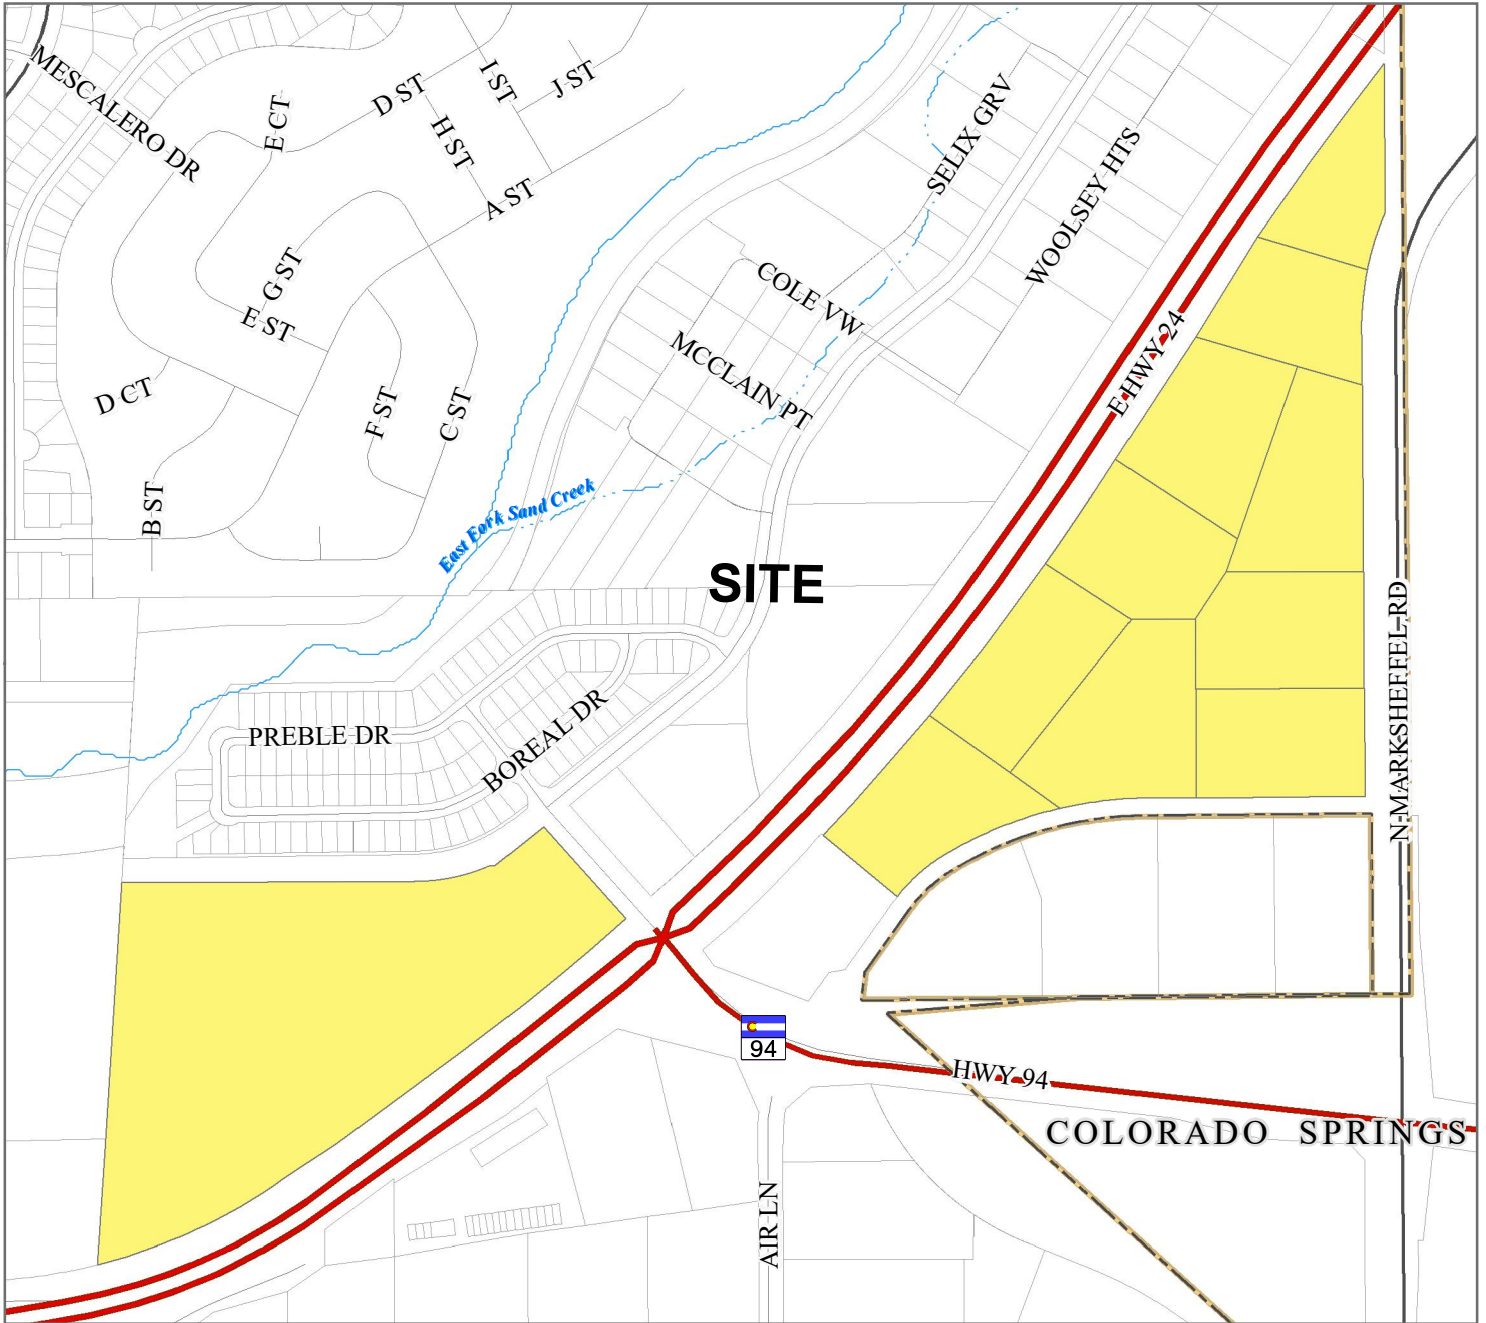 MESCALERO DR
E CT
D ST
I ST
J ST
H ST
A ST
SELIX GRV
WOOLSEY HTS
G ST
E ST
COLE VW
MCCLAIN PT
E HWY 24
D CT
F ST
C ST
B ST
East Fork Sand Creek
SITE
N MARKSHEFFEL RD
PREBLE DR
BOREAL DR
C
94
HWY 94
COLORADO SPRINGS
AIR LN